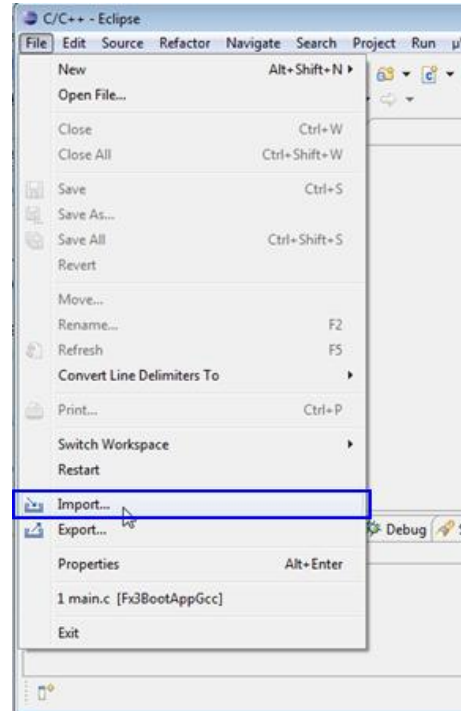 C/C++ - Eclipse
File Edit Source Refactor Navigate Search Project Run
New Alt+Shift+N
Open File...
Close Ctrl+W
Close All Ctrl+Shift+W
Save Ctrl+S
Save As...
Save All Ctrl+Shift+S
Revert
Move...
Rename... F2
Refresh F5
Convert Line Delimiters To
Print... Ctrl+P
Switch Workspace
Restart
Import...
Export...
Debug
Properties Alt+Enter
1 main.c [Fx3BootAppGcc]
Exit